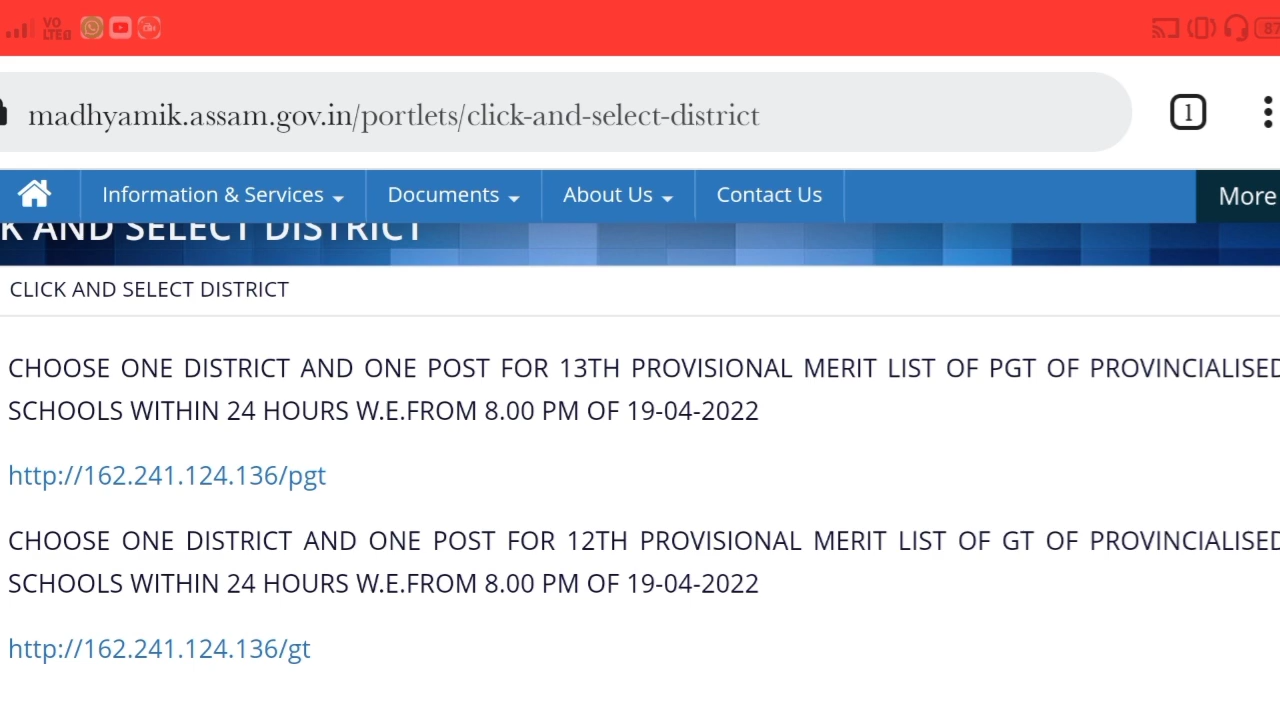 VO
LTE
87
madhyamik.assam.gov.in/portlets/click-and-select-district
1
Information & Services
Documents
About Us
Contact Us
More
K AND SELECT DISTRICT
CLICK AND SELECT DISTRICT
CHOOSE ONE DISTRICT AND ONE POST FOR 13TH PROVISIONAL MERIT LIST OF PGT OF PROVINCIALISED
SCHOOLS WITHIN 24 HOURS W.E.FROM 8.00 PM OF 19-04-2022
http://162.241.124.136/pgt
CHOOSE ONE DISTRICT AND ONE POST FOR 12TH PROVISIONAL MERIT LIST OF GT OF PROVINCIALISED
SCHOOLS WITHIN 24 HOURS W.E.FROM 8.00 PM OF 19-04-2022
http://162.241.124.136/gt